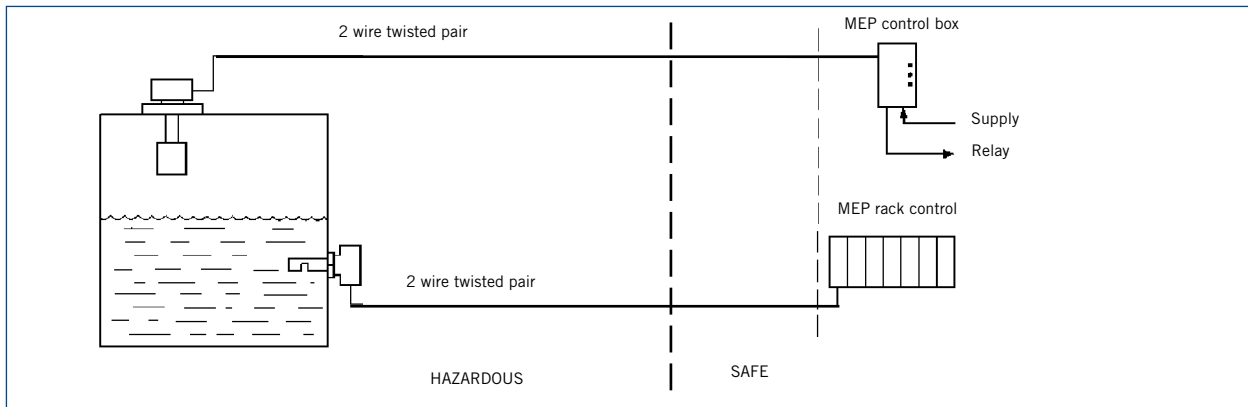 MEP control box
2 wire twisted pair
Supply
Relay
MEP rack control
2 wire twisted pair
HAZARDOUS
SAFE